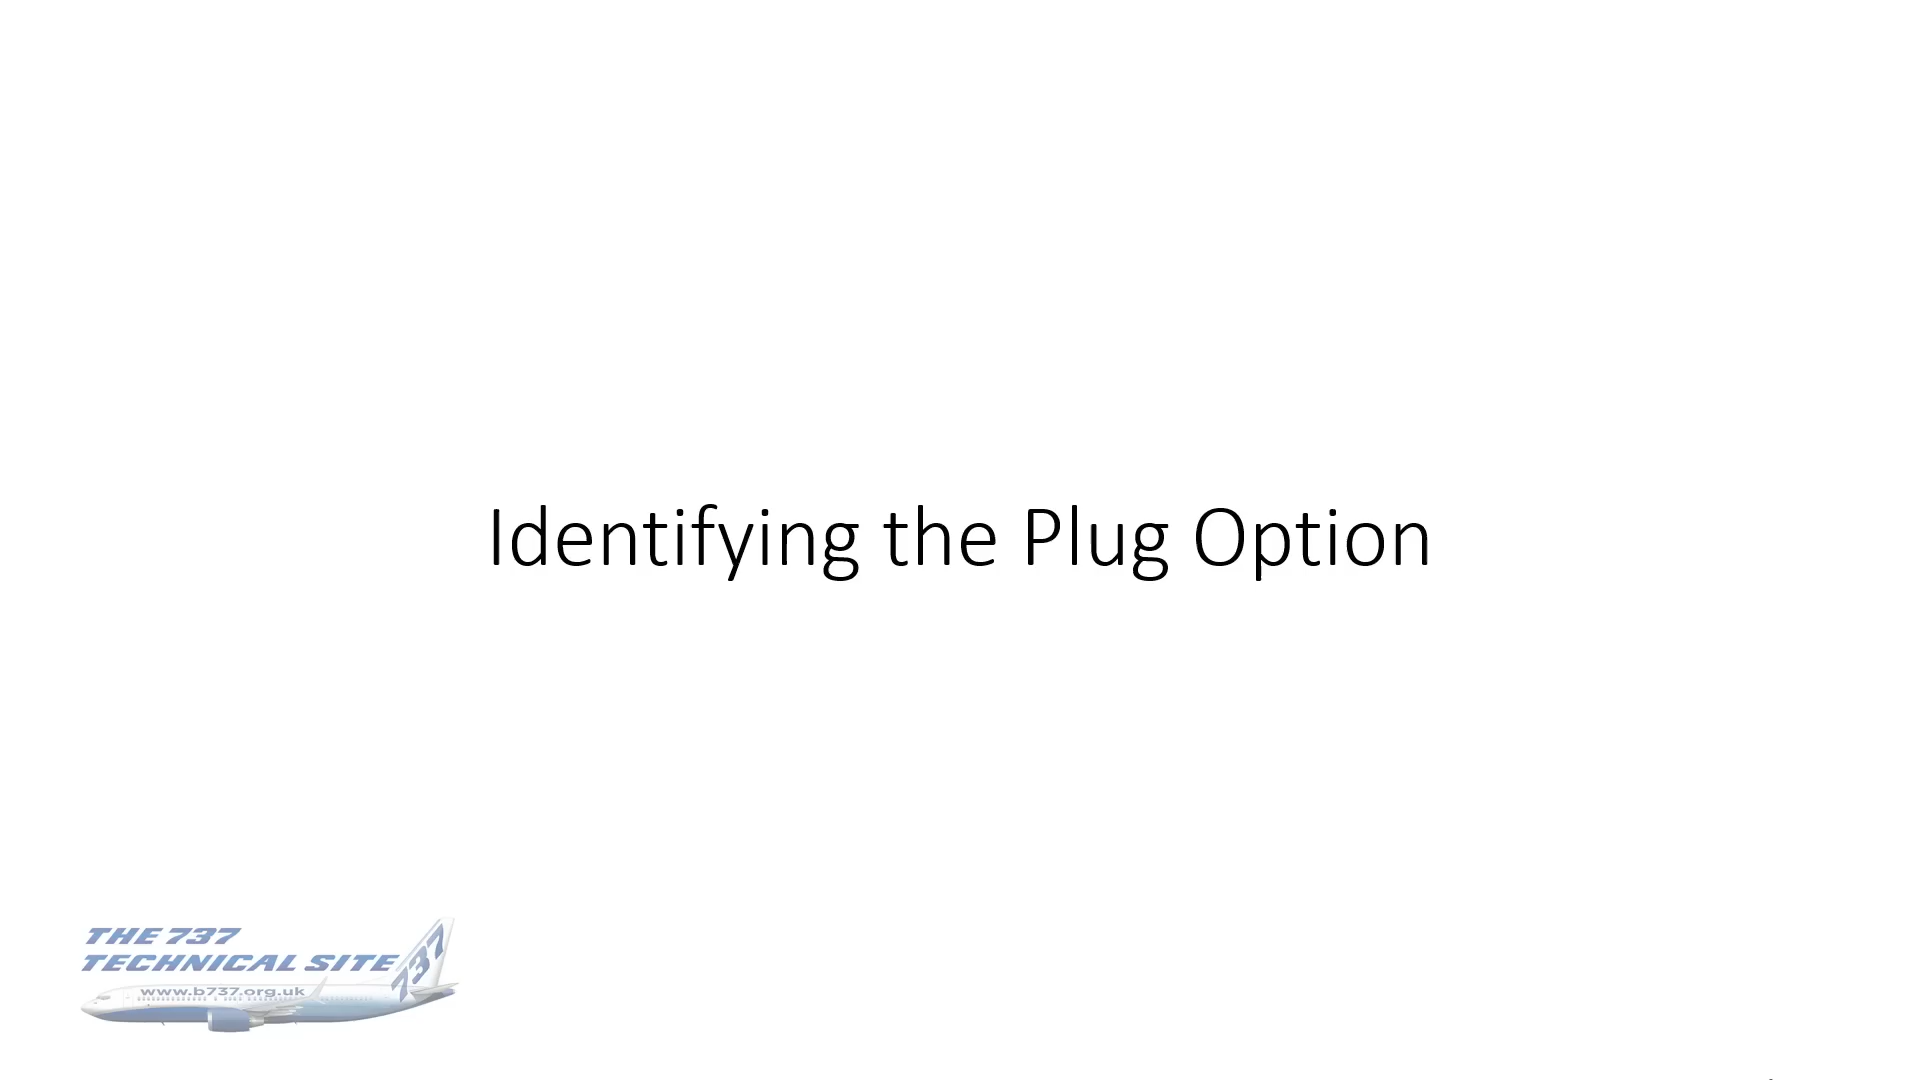 Identifying the Plug Option
THE 737
TECHNICAL SITE
737
www.b737.org.uk